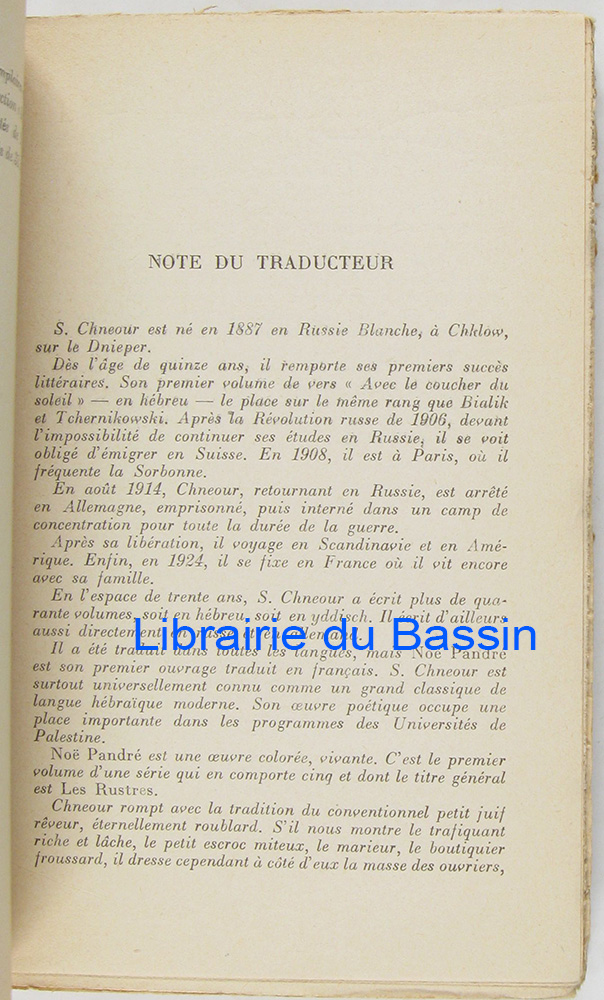 NOTE DU TRADUCTEUR
S. Chneour est né en 1887 en Russie Blanche, à Chklow,
sur le Dnieper.
Dès l'âge de quinze ans, il remporte ses premiers succès
littéraires. Son premier volume de vers « Avec le coucher du
soleil » — en hébreu — le place sur le même rang que Bialik
et Tchernikowski. Après la Révolution russe de 1906, devant
l'impossibilité de continuer ses études en Russie, il se voit
obligé d'émigrer en Suisse. En 1908, il est à Paris, où il
fréquente la Sorbonne.
En août 1914, Chneour, retournant en Russie, est arrêté
en Allemagne, emprisonné, puis interné dans un camp de
concentration pour toute la durée de la guerre.
Après sa libération, il voyage en Scandinavie et en Amé-
rique. Enfin, en 1924, il se fixe en France où il vit encore
avec sa famille.
En l'espace de trente ans, S. Chneour a écrit plus de qua-
rante volumes, soit en hébreu, soit en yddisch. Il écrit d'ailleurs
aussi directement en russe et en allemand.
Librairie du Bassin
Il a été traduit dans toutes les langues, mais Noë Pandré
est son premier ouvrage traduit en français. S. Chneour est
surtout universellement connu comme un grand classique de
langue hébraïque moderne. Son œuvre poétique occupe une
place importante dans les programmes des Universités de
Palestine.
Noë Pandré est une œuvre colorée, vivante. C'est le premier
volume d'une série qui en comporte cinq et dont le titre général
est Les Rustres.
Chneour rompt avec la tradition du conventionnel petit juif
rêveur, éternellement roublard. S'il nous montre le trafiquant
riche et lâche, le petit escroc miteux, le marieur, le boutiquier
froussard, il dresse cependant à côté d'eux la masse des ouvriers,